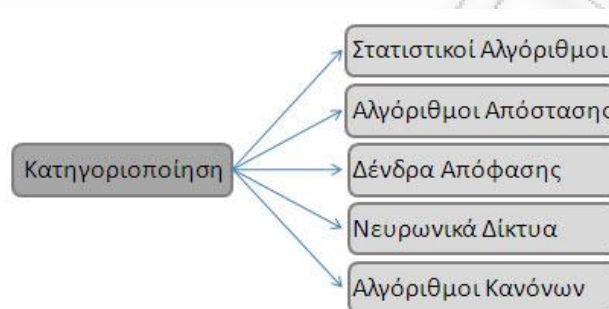 Στατιστικοί Αλγόριθμοι
Αλγόριθμοι Απόστασης
Κατηγοριοποίηση
Δένδρα Απόφασης
Νευρωνικά Δίκτυα
Αλγόριθμοι Κανόνων